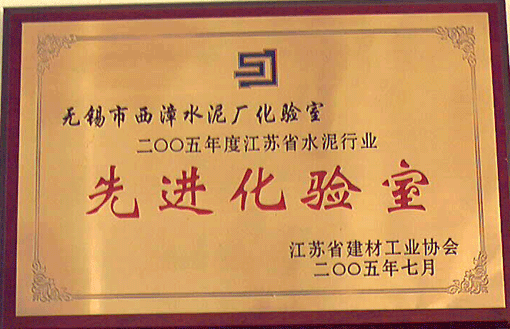 无锡市西漳水泥厂化验室
二〇〇五年度江苏省水泥行业
先进化验室
江苏省建材工业协会
二〇〇五年七月